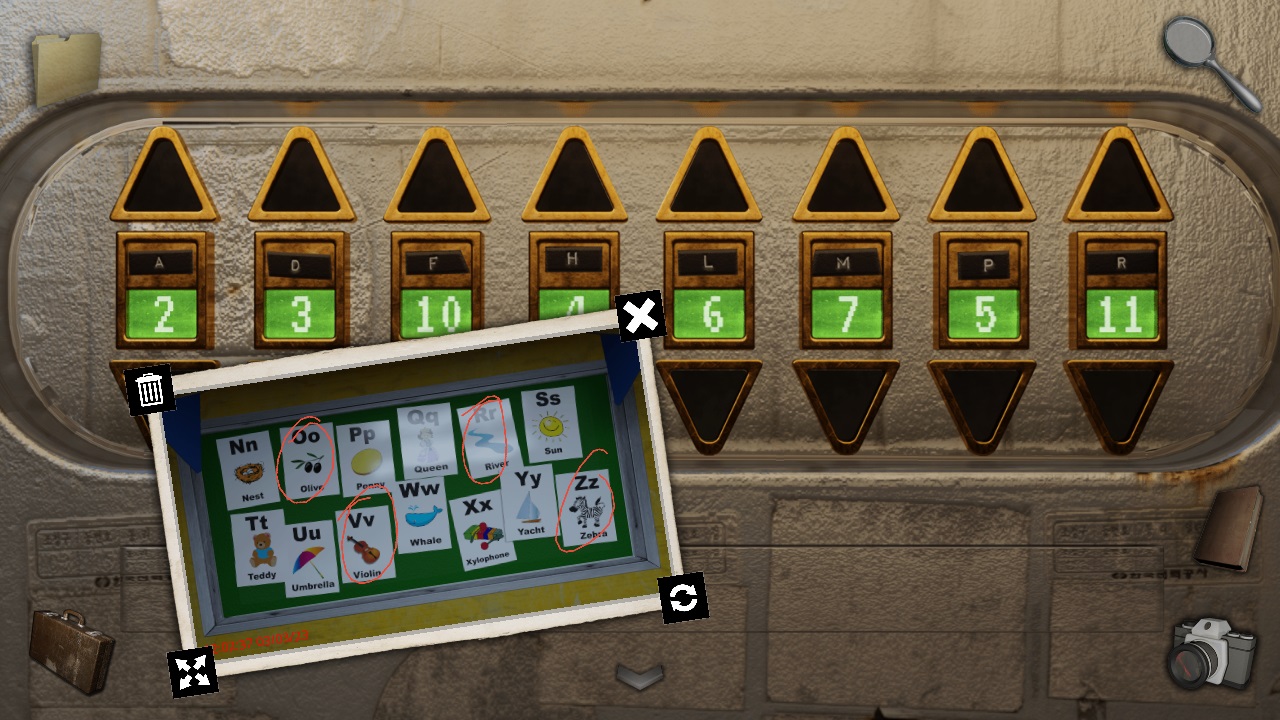 A D F H L M P R
2 3 10 4 6 7 5 11
Nn Oo Pp Qq Rr Ss
Nest Olive Penny Queen River Sun
Tt Uu Vv Ww Xx Yy Zz
Teddy Umbrella Violin Whale Xylophone Yacht Zebra